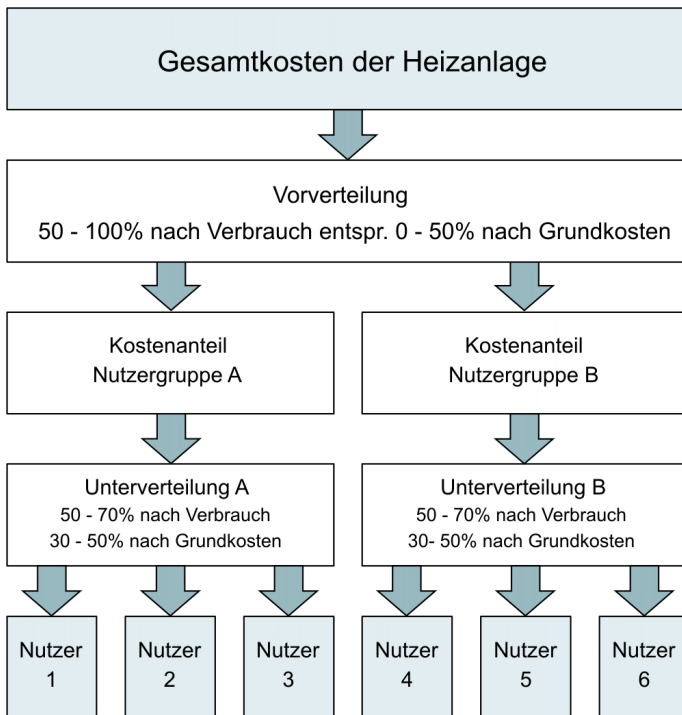 Gesamtkosten der Heizanlage
Vorverteilung
50 - 100% nach Verbrauch entspr. 0 - 50% nach Grundkosten
Kostenanteil
Nutzergruppe A
Kostenanteil
Nutzergruppe B
Unterverteilung A
50 - 70% nach Verbrauch
30 - 50% nach Grundkosten
Unterverteilung B
50 - 70% nach Verbrauch
30- 50% nach Grundkosten
Nutzer
1
Nutzer
2
Nutzer
3
Nutzer
4
Nutzer
5
Nutzer
6